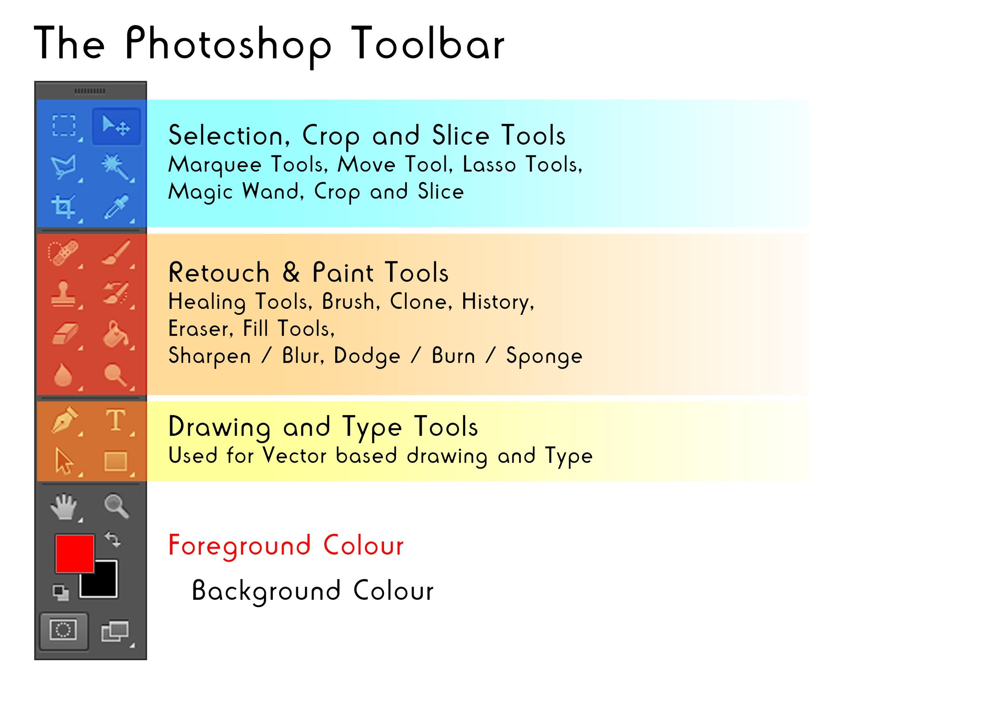 The Photoshop Toolbar
Selection, Crop and Slice Tools
Marquee Tools, Move Tool, Lasso Tools,
Magic Wand, Crop and Slice
Retouch & Paint Tools
Healing Tools, Brush, Clone, History,
Eraser, Fill Tools,
Sharpen / Blur, Dodge / Burn / Sponge
T
Drawing and Type Tools
Used for Vector based drawing and Type
Foreground Colour
Background Colour